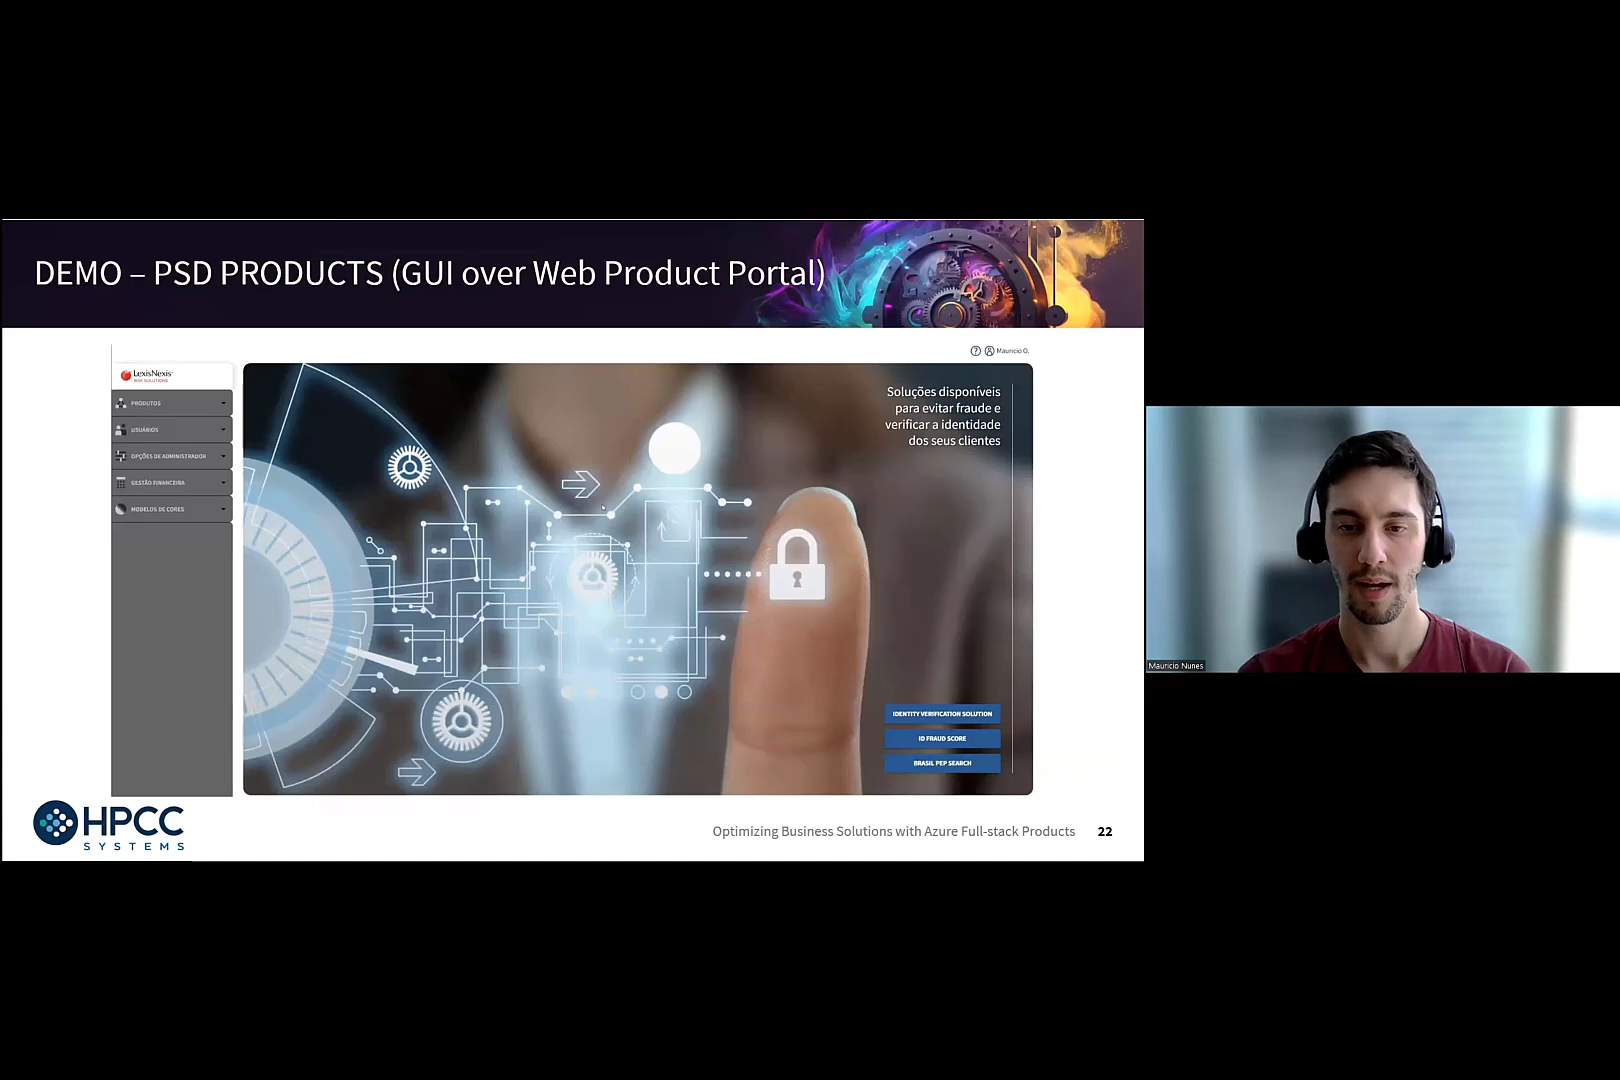 DEMO – PSD PRODUCTS (GUI over Web Product Portal)
Mauricio O.
LexisNexis
RISK SOLUTIONS
PRODUTOS
USUÁRIOS
OPÇÕES DE ADMINISTRADOR
GESTÃO FINANCEIRA
MODELOS DE CORES
Soluções disponíveis
para evitar fraude e
verificar a identidade
dos seus clientes
IDENTITY VERIFICATION SOLUTION
ID FRAUD SCORE
BRASIL PEP SEARCH
HPCC
SYSTEMS
Optimizing Business Solutions with Azure Full-stack Products 22
Mauricio Nunes